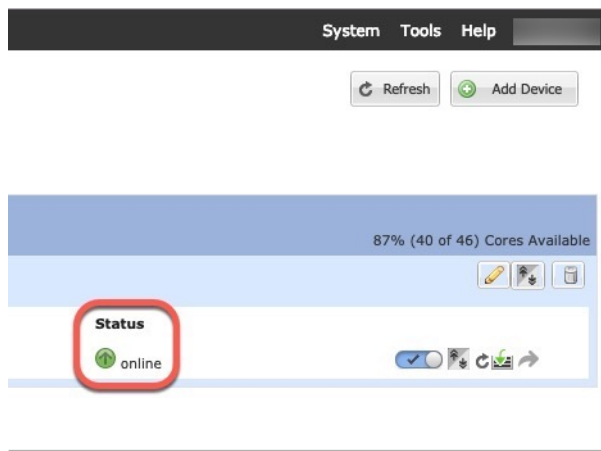 System Tools Help
Refresh Add Device
87% (40 of 46) Cores Available
Status
online